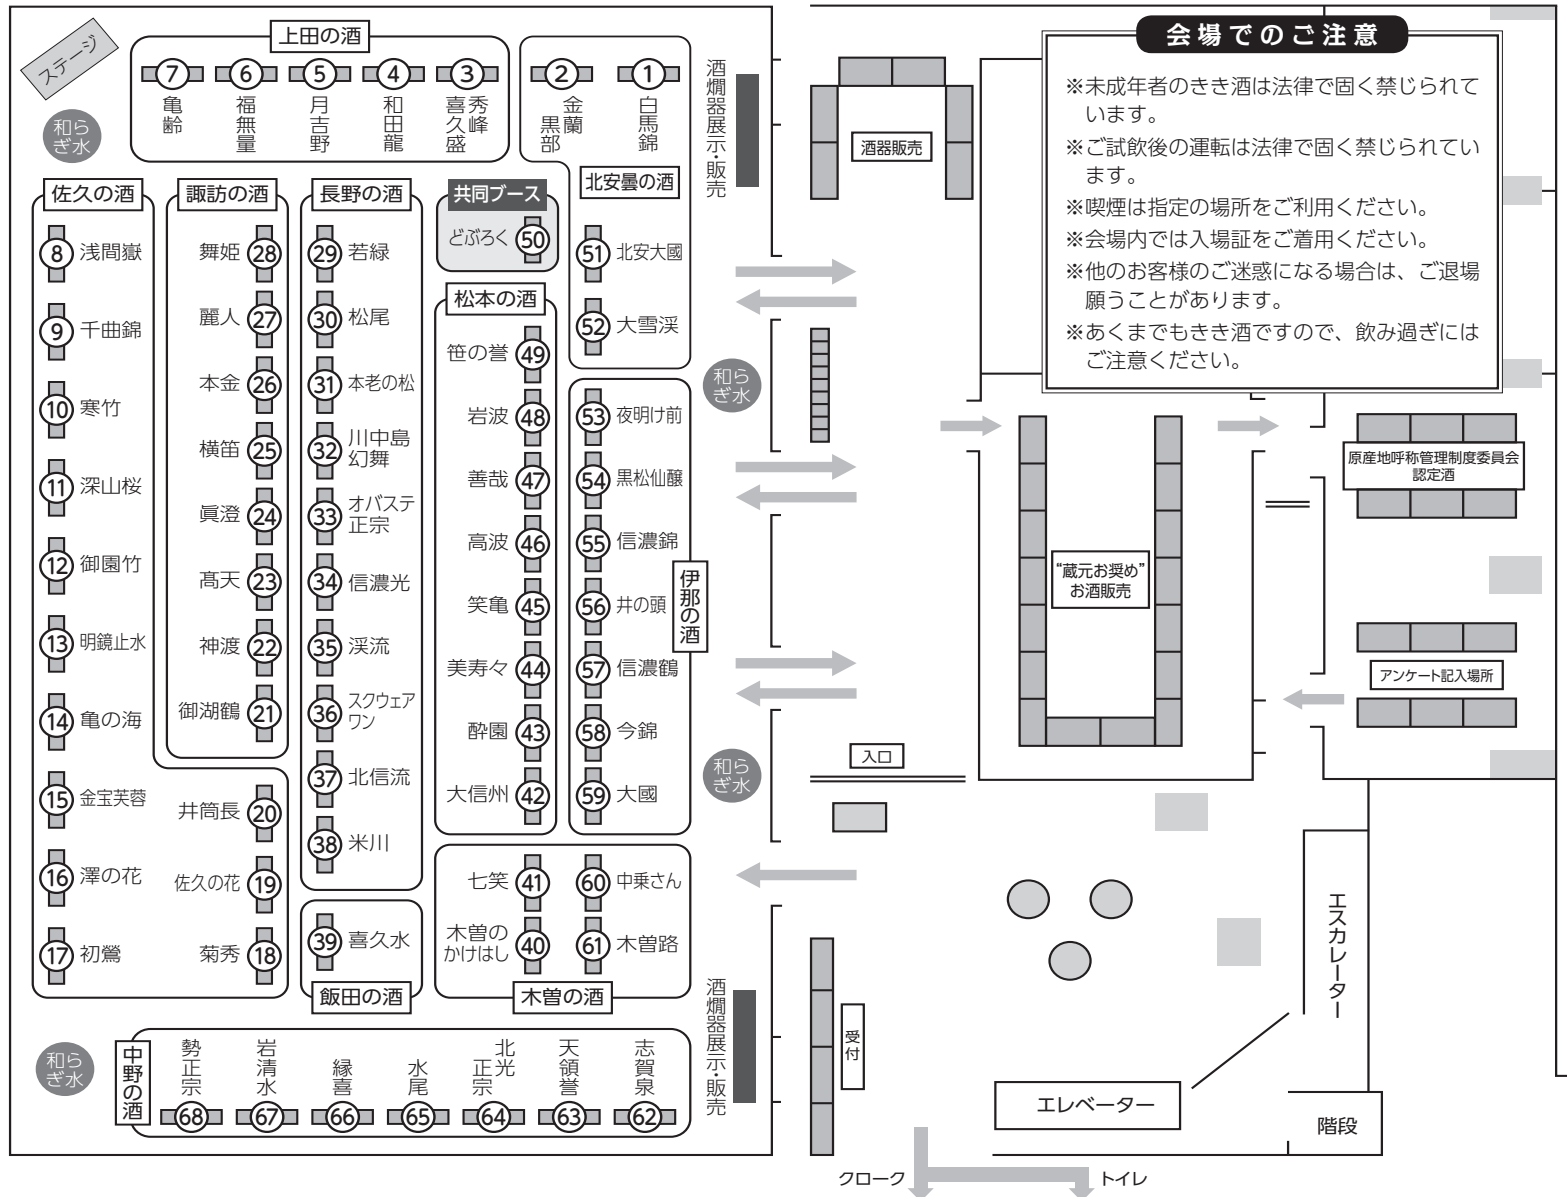 ステージ
和ら
ぎ水
上田の酒
7
亀齢
6
福無量
5
月吉野
4
和田龍
3
秀峰
喜久盛
2
金蘭
黒部
1
白馬錦
北安曇の酒
51
北安大國
52
大雪渓
酒燗器展示・販売
佐久の酒
8
浅間嶽
9
千曲錦
10
寒竹
11
深山桜
12
御園竹
13
明鏡止水
14
亀の海
15
金宝芙蓉
16
澤の花
17
初鶯
井筒長
20
佐久の花
19
菊秀
18
諏訪の酒
舞姫
28
麗人
27
本金
26
横笛
25
眞澄
24
髙天
23
神渡
22
御湖鶴
21
長野の酒
29
若緑
30
松尾
31
本老の松
32
川中島
幻舞
33
オバステ
正宗
34
信濃光
35
渓流
36
スクウェア
ワン
37
北信流
38
米川
39
喜久水
飯田の酒
共同ブース
どぶろく
50
松本の酒
笹の誉
49
岩波
48
善哉
47
高波
46
笑亀
45
美寿々
44
酔園
43
大信州
42
伊那の酒
53
夜明け前
54
黒松仙醸
55
信濃錦
56
井の頭
57
信濃鶴
58
今錦
59
大國
七笑
41
木曽の
かけはし
40
60
中乗さん
61
木曽路
木曽の酒
和ら
ぎ水
和ら
ぎ水
酒燗器展示・販売
和ら
ぎ水
中野の酒
勢正宗
68
岩清水
67
縁喜
66
水尾
65
北光
正宗
64
天領誉
63
志賀泉
62
酒器販売
会場でのご注意
※未成年者のきき酒は法律で固く禁じられて
います。
※ご試飲後の運転は法律で固く禁じられてい
ます。
※喫煙は指定の場所をご利用ください。
※会場内では入場証をご着用ください。
※他のお客様のご迷惑になる場合は、ご退場
願うことがあります。
※あくまでもきき酒ですので、飲み過ぎには
ご注意ください。
原産地呼称管理制度委員会
認定酒
“蔵元お奨め”
お酒販売
アンケート記入場所
入口
受付
エスカレーター
エレベーター
階段
クローク
トイレ